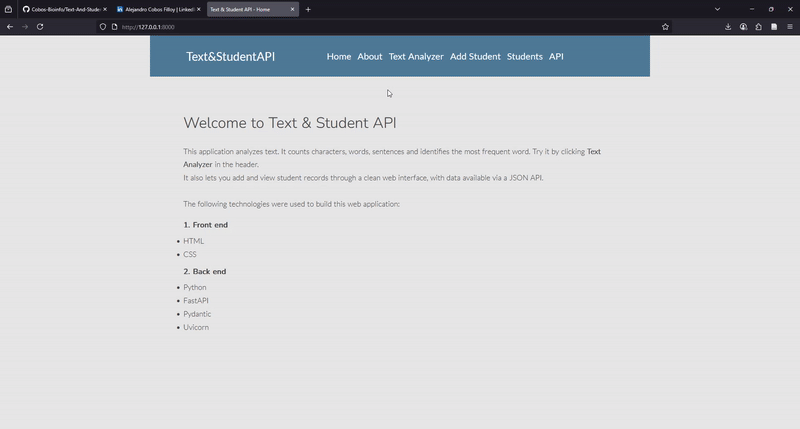 Cobos-Bioinfo/Text-And-Studen
Alejandro Cobos Filloy | LinkedI
Text & Student API - Home
http://127.0.0.1:8000
Text&StudentAPI
Home About Text Analyzer Add Student Students API
Welcome to Text & Student API
This application analyzes text. It counts characters, words, sentences and identifies the most frequent word. Try it by clicking Text
Analyzer in the header.
It also lets you add and view student records through a clean web interface, with data available via a JSON API.
The following technologies were used to build this web application:
1. Front end
• HTML
• CSS
2. Back end
• Python
• FastAPI
• Pydantic
• Uvicorn